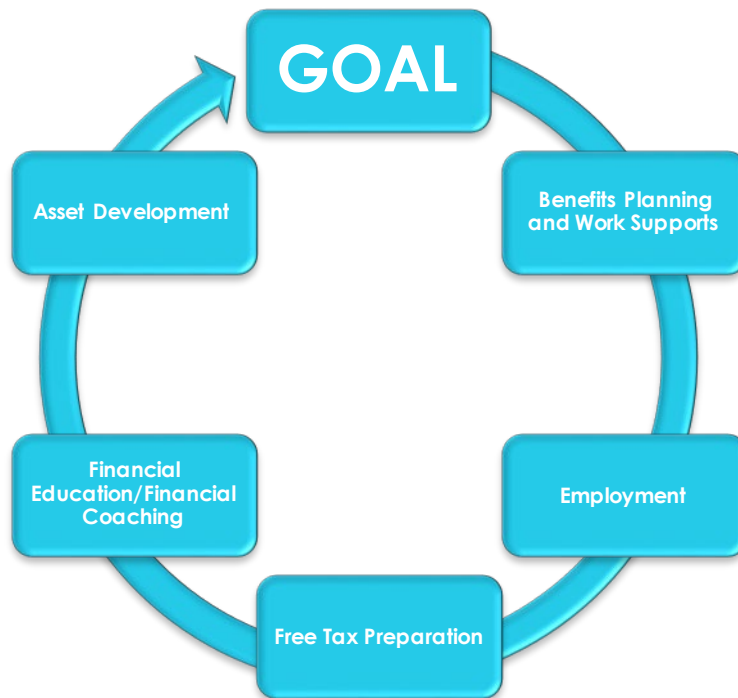 GOAL
Benefits Planning
and Work Supports
Employment
Free Tax Preparation
Financial
Education/Financial
Coaching
Asset Development